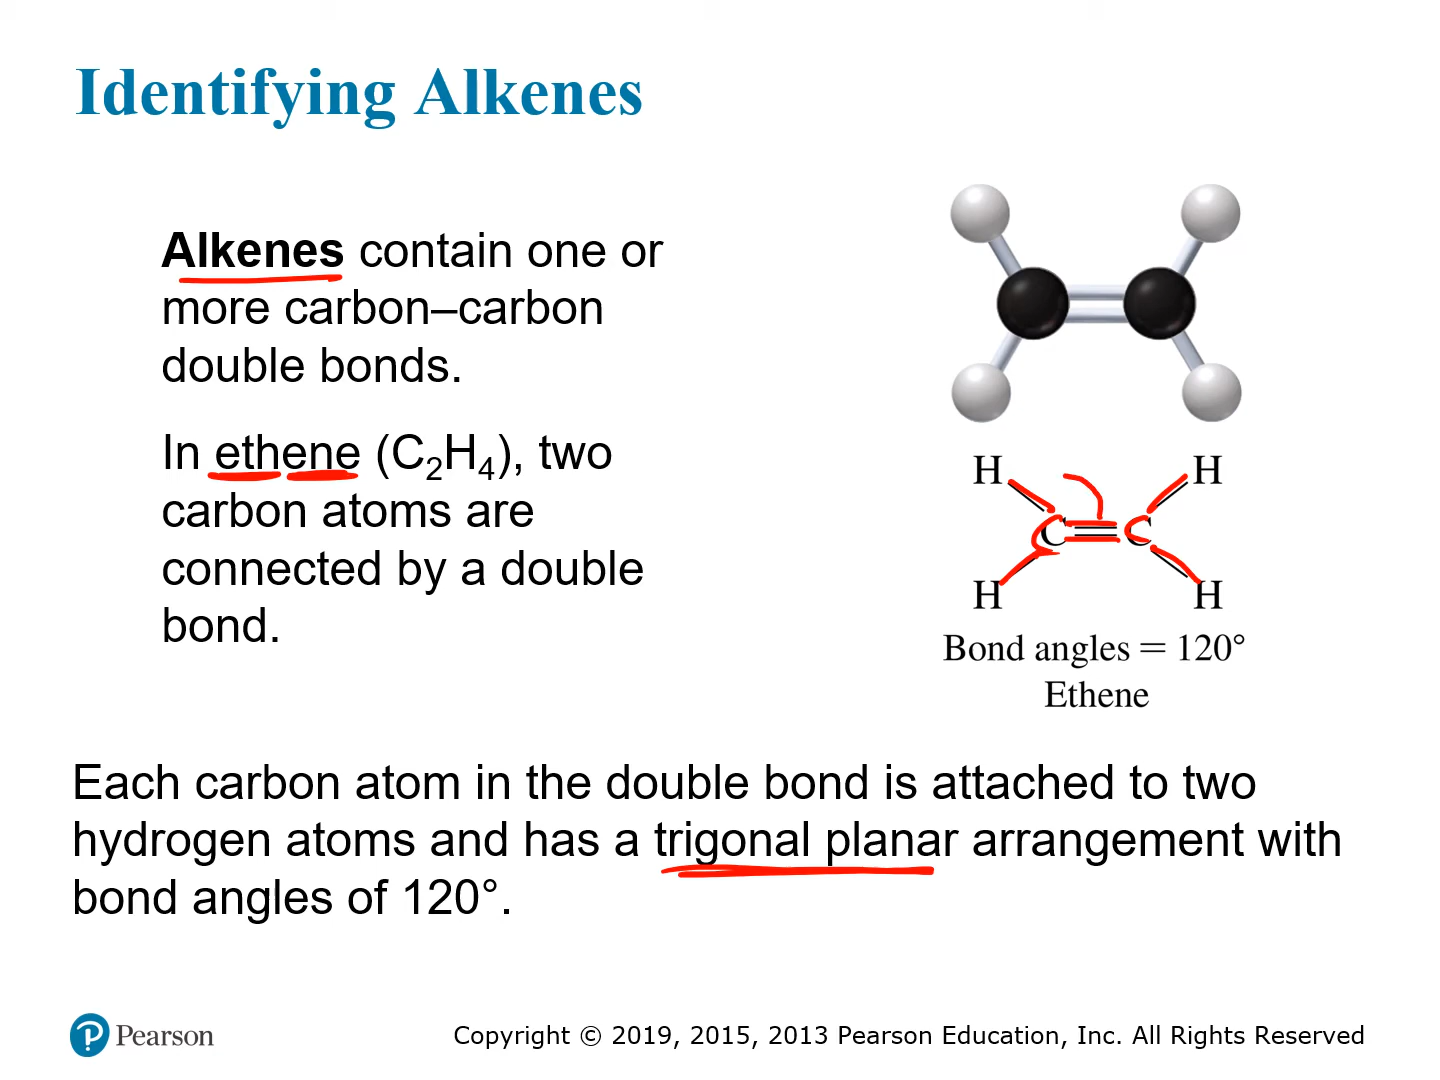 Identifying Alkenes
Alkenes contain one or
more carbon–carbon
double bonds.
In ethene (C₂H₄), two
carbon atoms are
connected by a double
bond.
H H
C C
H H
Bond angles = 120°
Ethene
Each carbon atom in the double bond is attached to two
hydrogen atoms and has a trigonal planar arrangement with
bond angles of 120°.
P Pearson
Copyright © 2019, 2015, 2013 Pearson Education, Inc. All Rights Reserved